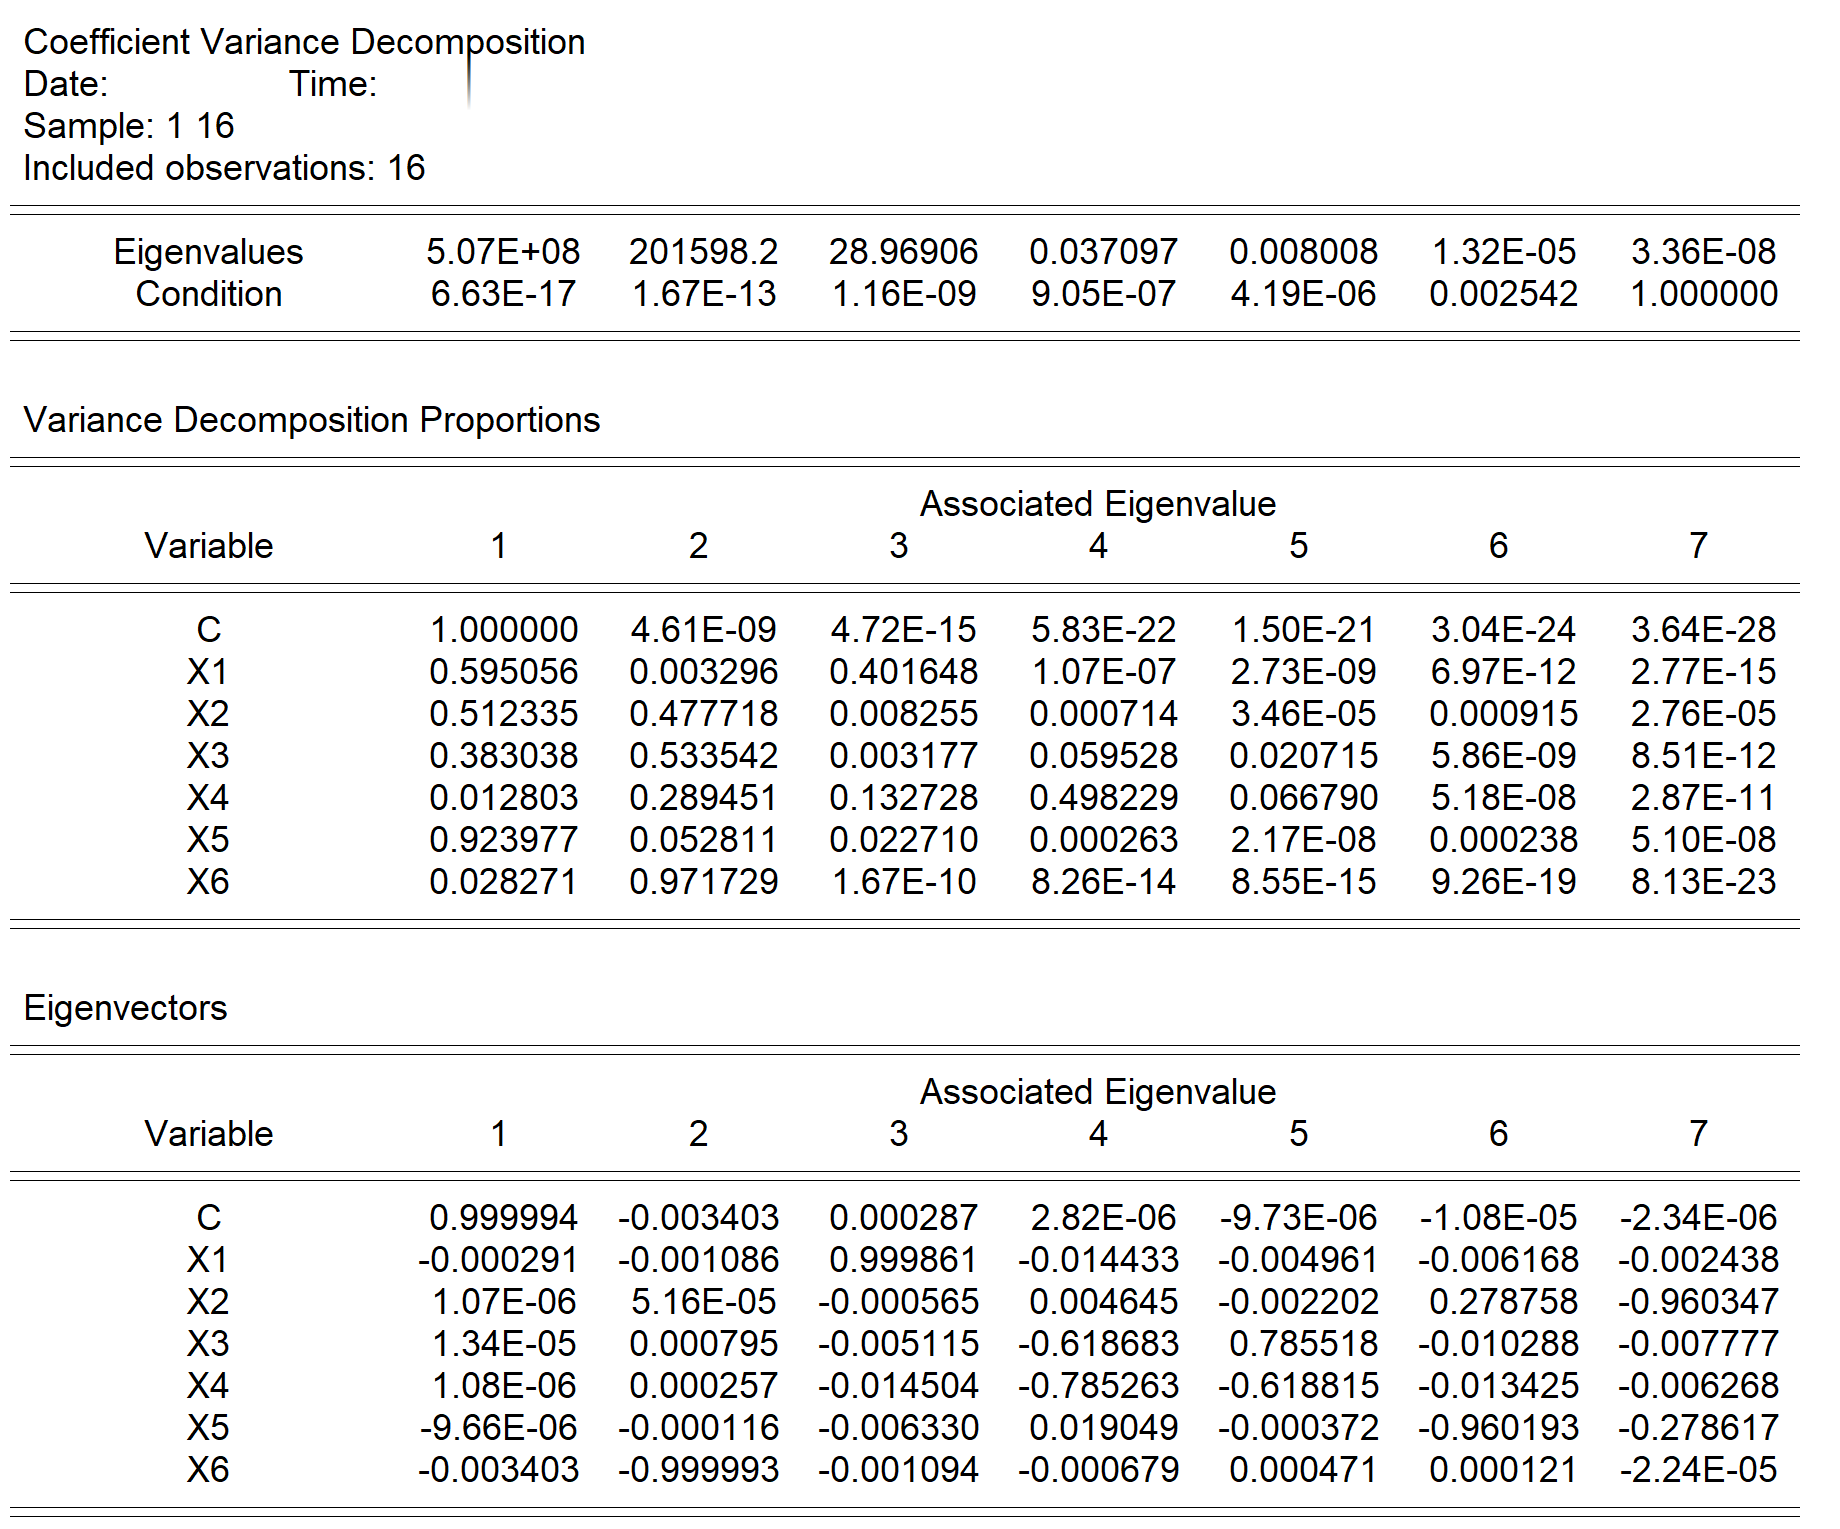 Coefficient Variance Decomposition
Date: Time:
Sample: 1 16
Included observations: 16
Eigenvalues 5.07E+08 201598.2 28.96906 0.037097 0.008008 1.32E-05 3.36E-08
Condition 6.63E-17 1.67E-13 1.16E-09 9.05E-07 4.19E-06 0.002542 1.000000
Variance Decomposition Proportions
Associated Eigenvalue
Variable 1 2 3 4 5 6 7
C 1.000000 4.61E-09 4.72E-15 5.83E-22 1.50E-21 3.04E-24 3.64E-28
X1 0.595056 0.003296 0.401648 1.07E-07 2.73E-09 6.97E-12 2.77E-15
X2 0.512335 0.477718 0.008255 0.000714 3.46E-05 0.000915 2.76E-05
X3 0.383038 0.533542 0.003177 0.059528 0.020715 5.86E-09 8.51E-12
X4 0.012803 0.289451 0.132728 0.498229 0.066790 5.18E-08 2.87E-11
X5 0.923977 0.052811 0.022710 0.000263 2.17E-08 0.000238 5.10E-08
X6 0.028271 0.971729 1.67E-10 8.26E-14 8.55E-15 9.26E-19 8.13E-23
Eigenvectors
Associated Eigenvalue
Variable 1 2 3 4 5 6 7
C 0.999994 -0.003403 0.000287 2.82E-06 -9.73E-06 -1.08E-05 -2.34E-06
X1 -0.000291 -0.001086 0.999861 -0.014433 -0.004961 -0.006168 -0.002438
X2 1.07E-06 5.16E-05 -0.000565 0.004645 -0.002202 0.278758 -0.960347
X3 1.34E-05 0.000795 -0.005115 -0.618683 0.785518 -0.010288 -0.007777
X4 1.08E-06 0.000257 -0.014504 -0.785263 -0.618815 -0.013425 -0.006268
X5 -9.66E-06 -0.000116 -0.006330 0.019049 -0.000372 -0.960193 -0.278617
X6 -0.003403 -0.999993 -0.001094 -0.000679 0.000471 0.000121 -2.24E-05